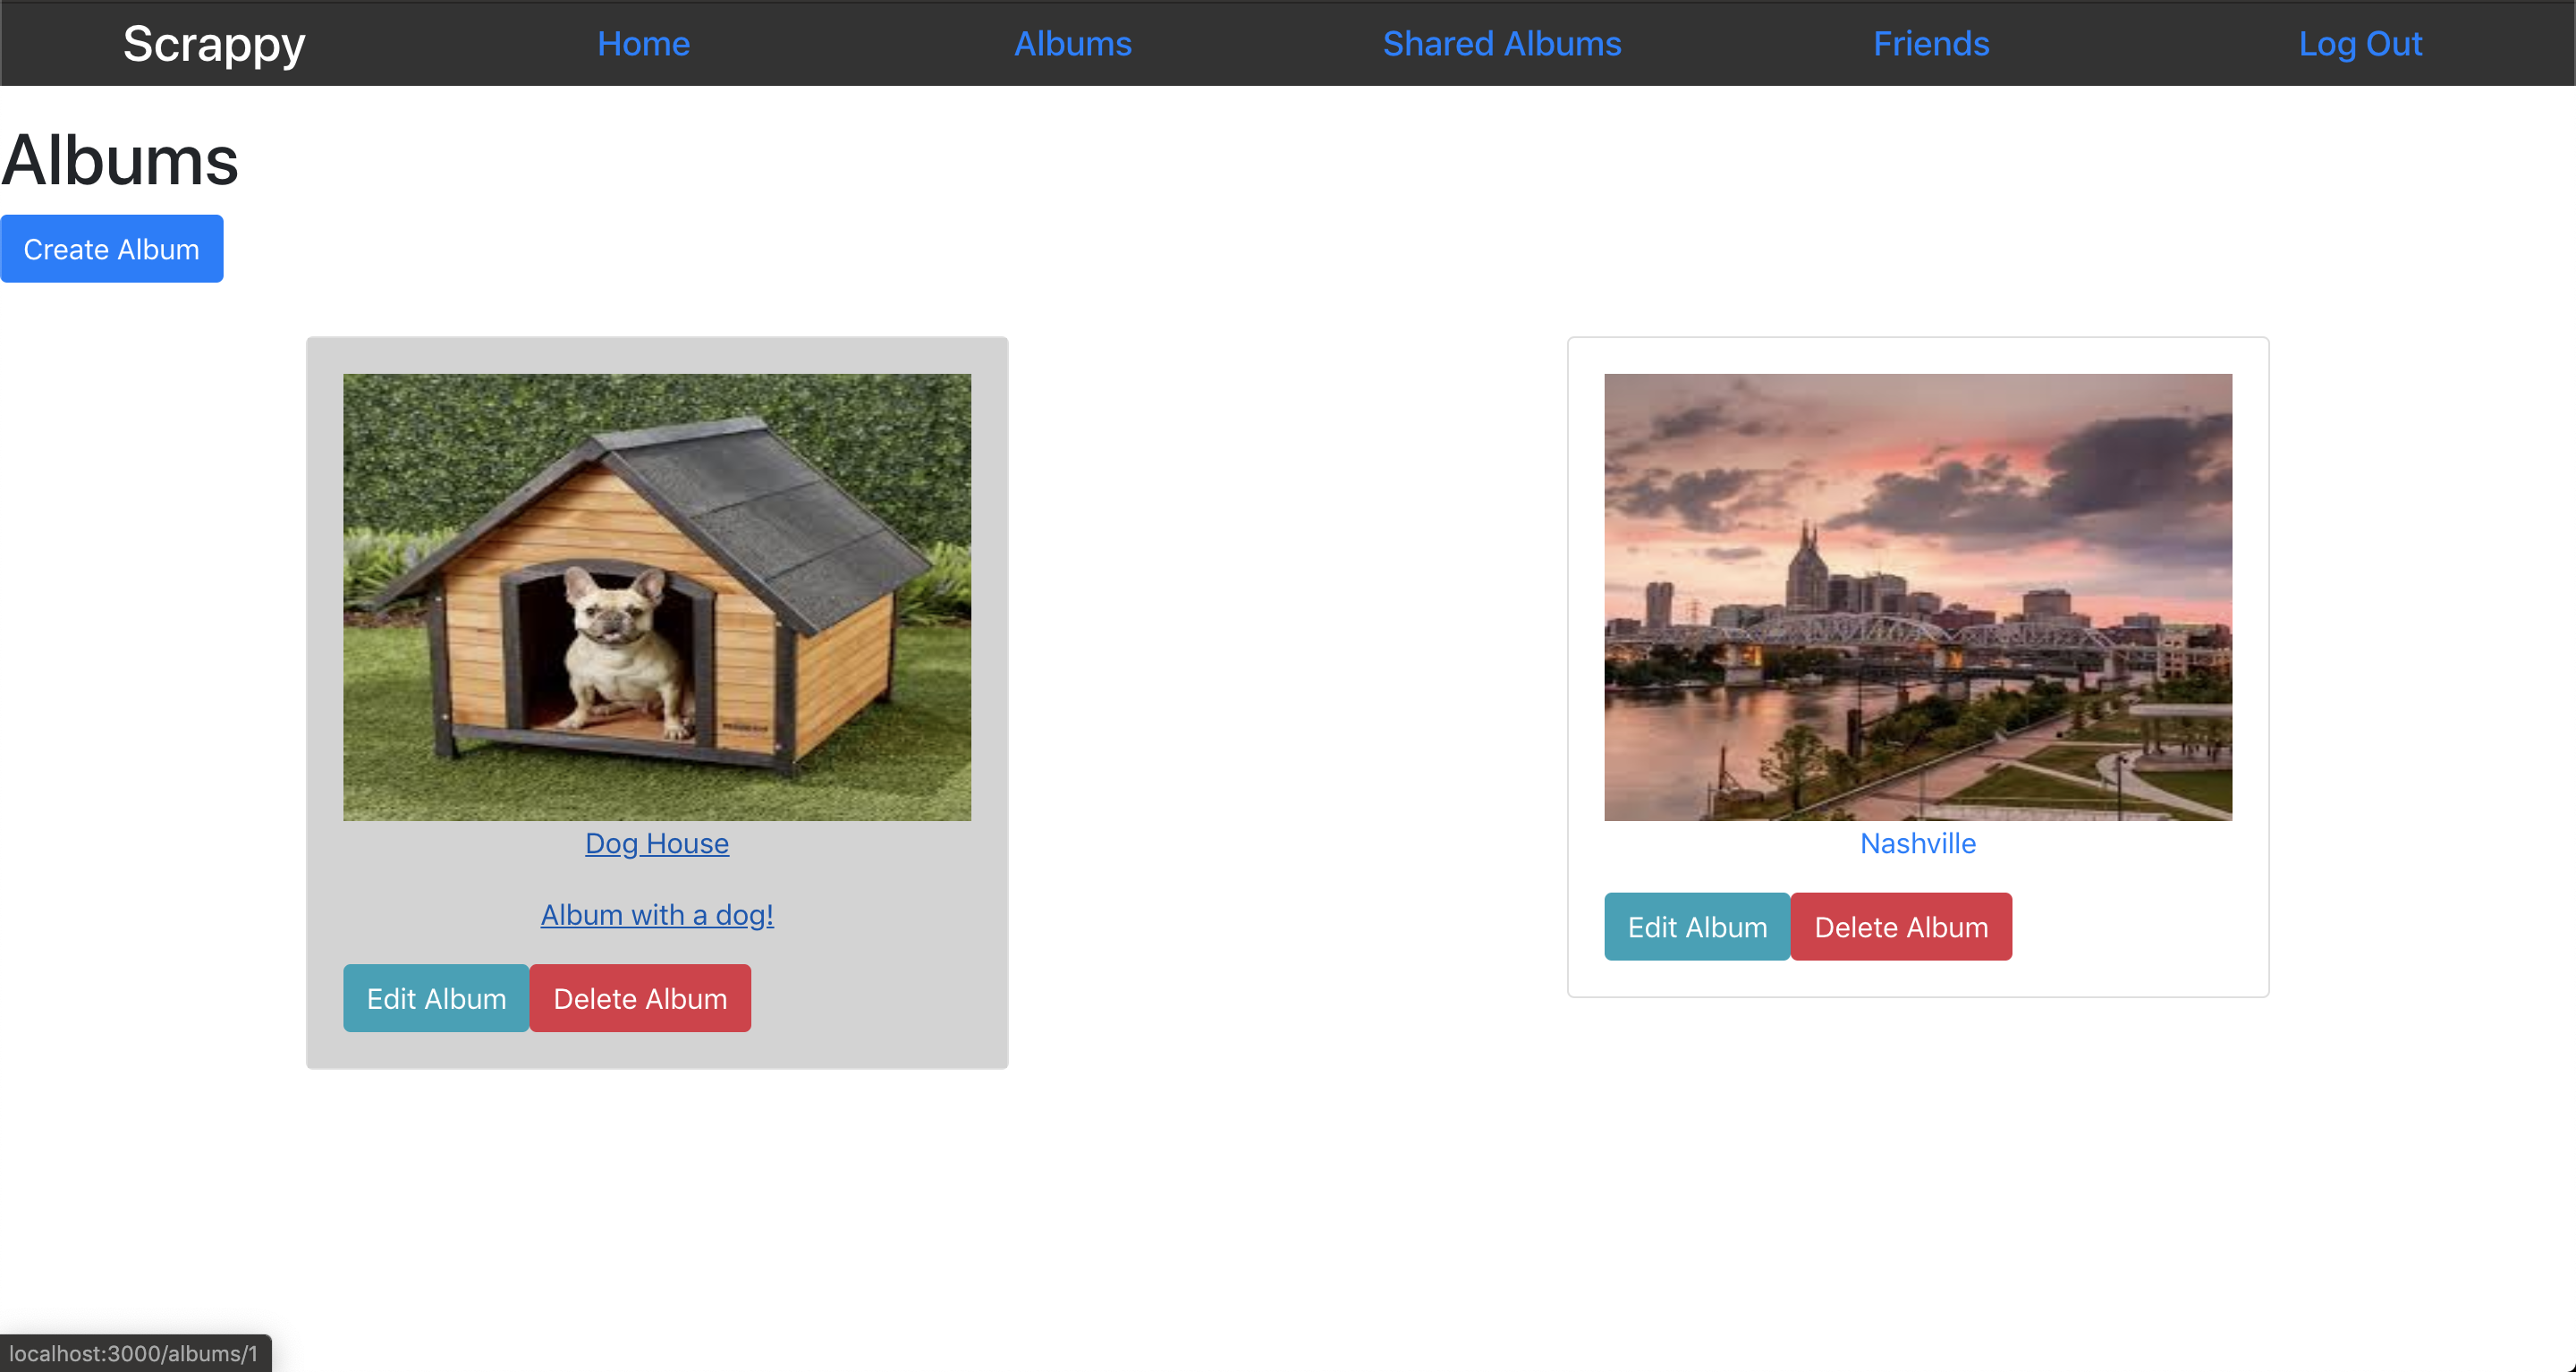 Scrappy Home Albums Shared Albums Friends Log Out
Albums
Create Album
Dog House
Album with a dog!
Edit Album Delete Album
Nashville
Edit Album Delete Album
localhost:3000/albums/1